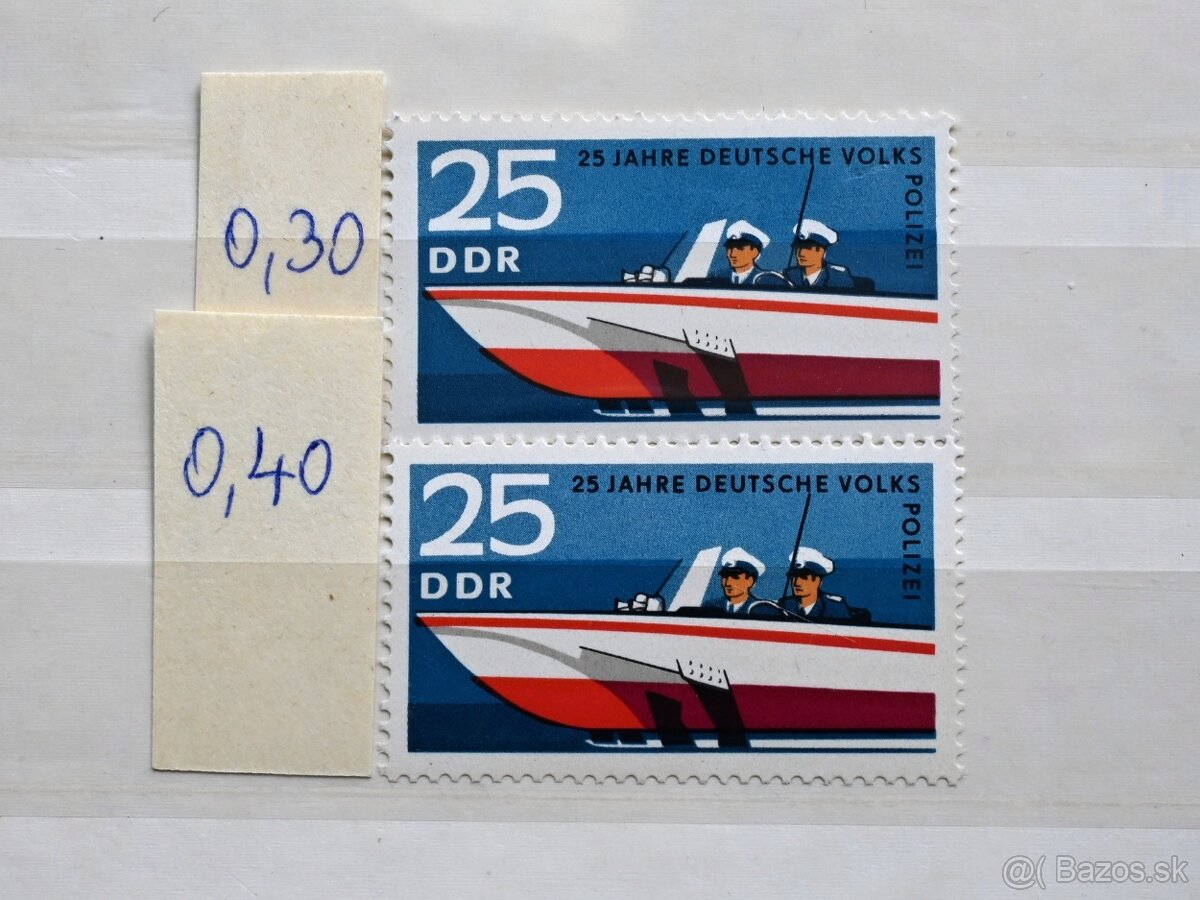 0,30
25
25 JAHRE DEUTSCHE VOLKS
POLIZEI
DDR
0,40
25
25 JAHRE DEUTSCHE VOLKS
POLIZEI
DDR
@( Bazos.sk